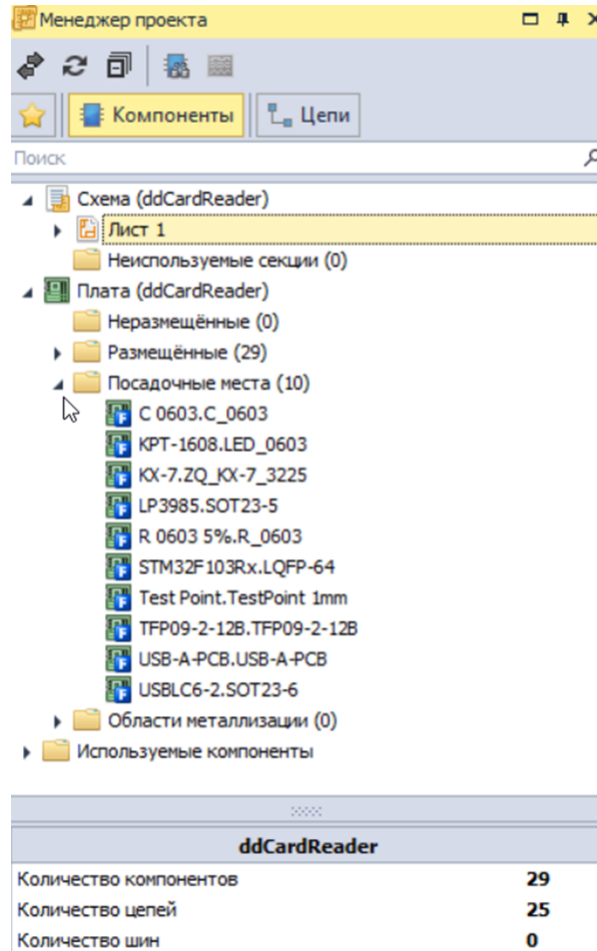 Менеджер проекта
Компоненты Цепи
Поиск
Схема (ddCardReader)
Лист 1
Неиспользуемые секции (0)
Плата (ddCardReader)
Неразмещённые (0)
Размещённые (29)
Посадочные места (10)
C 0603.C_0603
KPT-1608.LED_0603
KX-7.ZQ_KX-7_3225
LP3985.SOT23-5
R 0603 5%.R_0603
STM32F103Rx.LQFP-64
Test Point.TestPoint 1mm
TFP09-2-12B.TFP09-2-12B
USB-A-PCB.USB-A-PCB
USBLC6-2.SOT23-6
Области металлизации (0)
Используемые компоненты
ddCardReader
Количество компонентов 29
Количество цепей 25
Количество шин 0